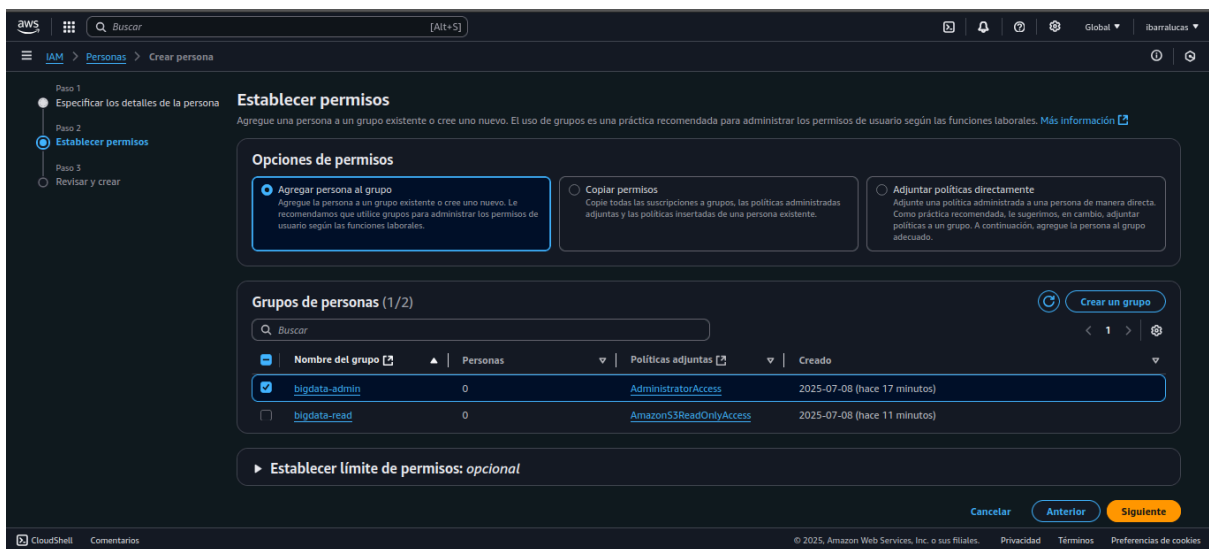 aws
Buscar
[Alt+S]
Global
ibarralucas
IAM > Personas > Crear persona
Paso 1
Especificar los detalles de la persona
Paso 2
Establecer permisos
Paso 3
Revisar y crear
Establecer permisos
Agregue una persona a un grupo existente o cree uno nuevo. El uso de grupos es una práctica recomendada para administrar los permisos de usuario según las funciones laborales. Más información
Opciones de permisos
Agregar persona al grupo
Agregue la persona a un grupo existente o cree uno nuevo. Le
recomendamos que utilice grupos para administrar los permisos de
usuario según las funciones laborales.
Copiar permisos
Copie todas las suscripciones a grupos, las políticas administradas
adjuntas y las políticas insertadas de una persona existente.
Adjuntar políticas directamente
Adjunte una política administrada a una persona de manera directa.
Como práctica recomendada, le sugerimos, en cambio, adjuntar
políticas a un grupo. A continuación, agregue la persona al grupo
adecuado.
Grupos de personas (1/2)
Crear un grupo
Buscar
< 1 >
Nombre del grupo Personas Políticas adjuntas Creado
bigdata-admin 0 AdministratorAccess 2025-07-08 (hace 17 minutos)
bigdata-read 0 AmazonS3ReadOnlyAccess 2025-07-08 (hace 11 minutos)
Establecer límite de permisos: opcional
Cancelar Anterior Siguiente
CloudShell Comentarios © 2025, Amazon Web Services, Inc. o sus filiales. Privacidad Términos Preferencias de cookies